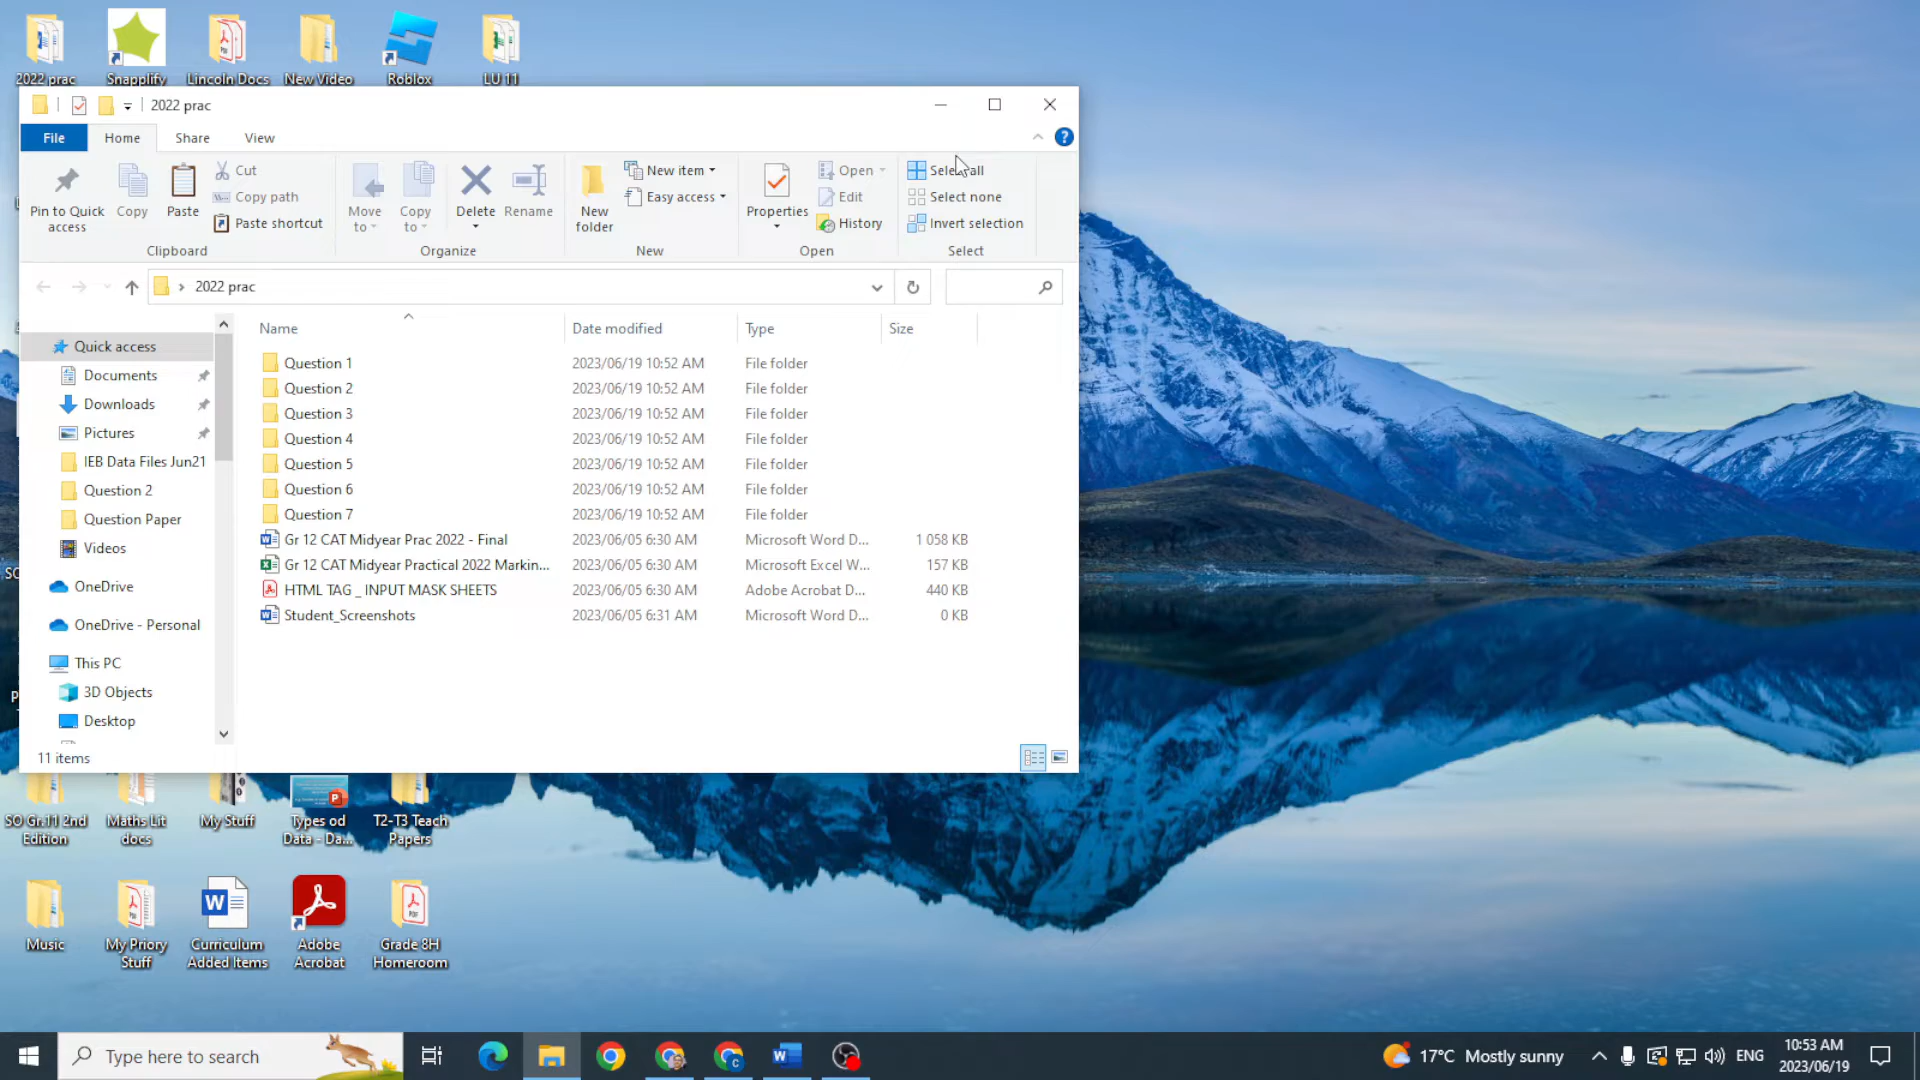 2022 prac
Snapplify
Lincoln Docs
New Video
Roblox
LU 11
2022 prac
File
Home
Share
View
Pin to Quick
access
Copy
Paste
Cut
Copy path
Paste shortcut
Clipboard
Move
to
Copy
to
Delete
Rename
Organize
New
folder
New item
Easy access
New
Properties
Open
Edit
History
Open
Select all
Select none
Invert selection
Select
2022 prac
Name
Date modified
Type
Size
Quick access
Documents
Downloads
Pictures
IEB Data Files Jun21
Question 2
Question Paper
Videos
OneDrive
OneDrive - Personal
This PC
3D Objects
Desktop
Question 1 2023/06/19 10:52 AM File folder
Question 2 2023/06/19 10:52 AM File folder
Question 3 2023/06/19 10:52 AM File folder
Question 4 2023/06/19 10:52 AM File folder
Question 5 2023/06/19 10:52 AM File folder
Question 6 2023/06/19 10:52 AM File folder
Question 7 2023/06/19 10:52 AM File folder
Gr 12 CAT Midyear Prac 2022 - Final 2023/06/05 6:30 AM Microsoft Word D... 1 058 KB
Gr 12 CAT Midyear Practical 2022 Markin... 2023/06/05 6:30 AM Microsoft Excel W... 157 KB
HTML TAG _ INPUT MASK SHEETS 2023/06/05 6:30 AM Adobe Acrobat D... 440 KB
Student_Screenshots 2023/06/05 6:31 AM Microsoft Word D... 0 KB
11 items
SO Gr.11 2nd
Edition
Maths Lit
docs
My Stuff
Types od
Data - Da...
T2-T3 Teach
Papers
Music
My Priory
Stuff
Curriculum
Added Items
Adobe
Acrobat
Grade 8H
Homeroom
Type here to search
17°C Mostly sunny
ENG
10:53 AM
2023/06/19